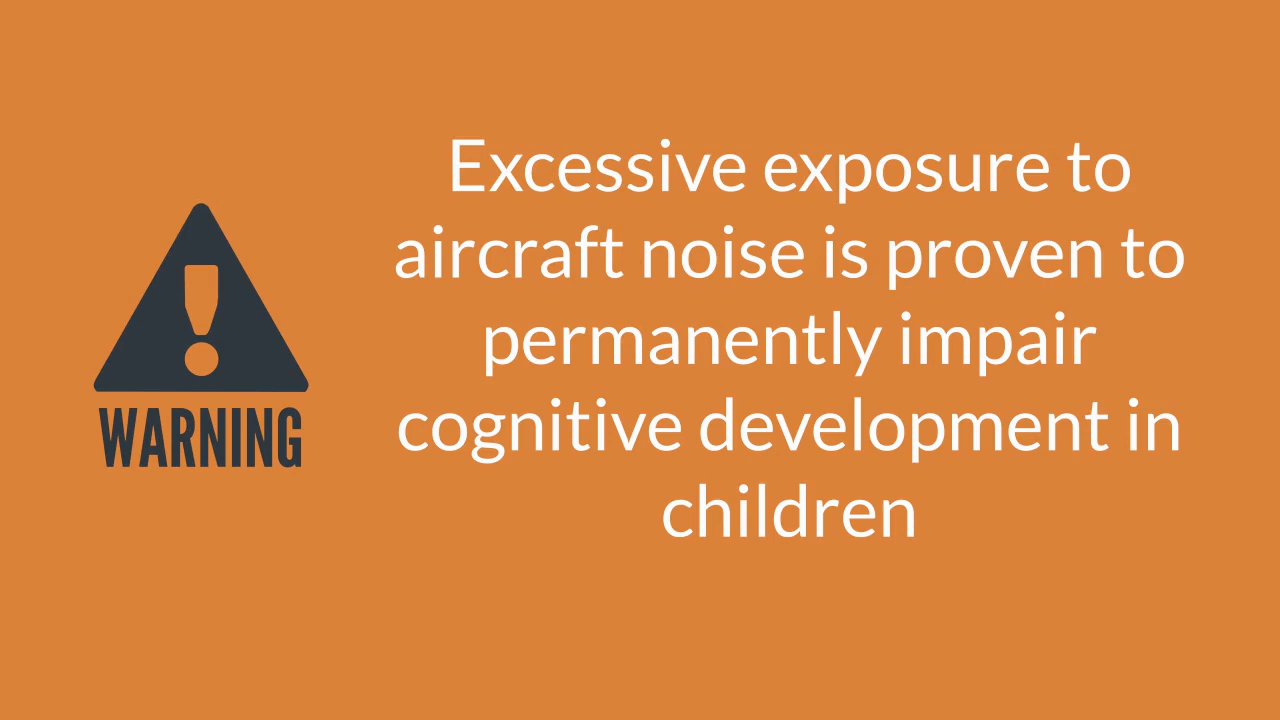 WARNING
Excessive exposure to
aircraft noise is proven to
permanently impair
cognitive development in
children